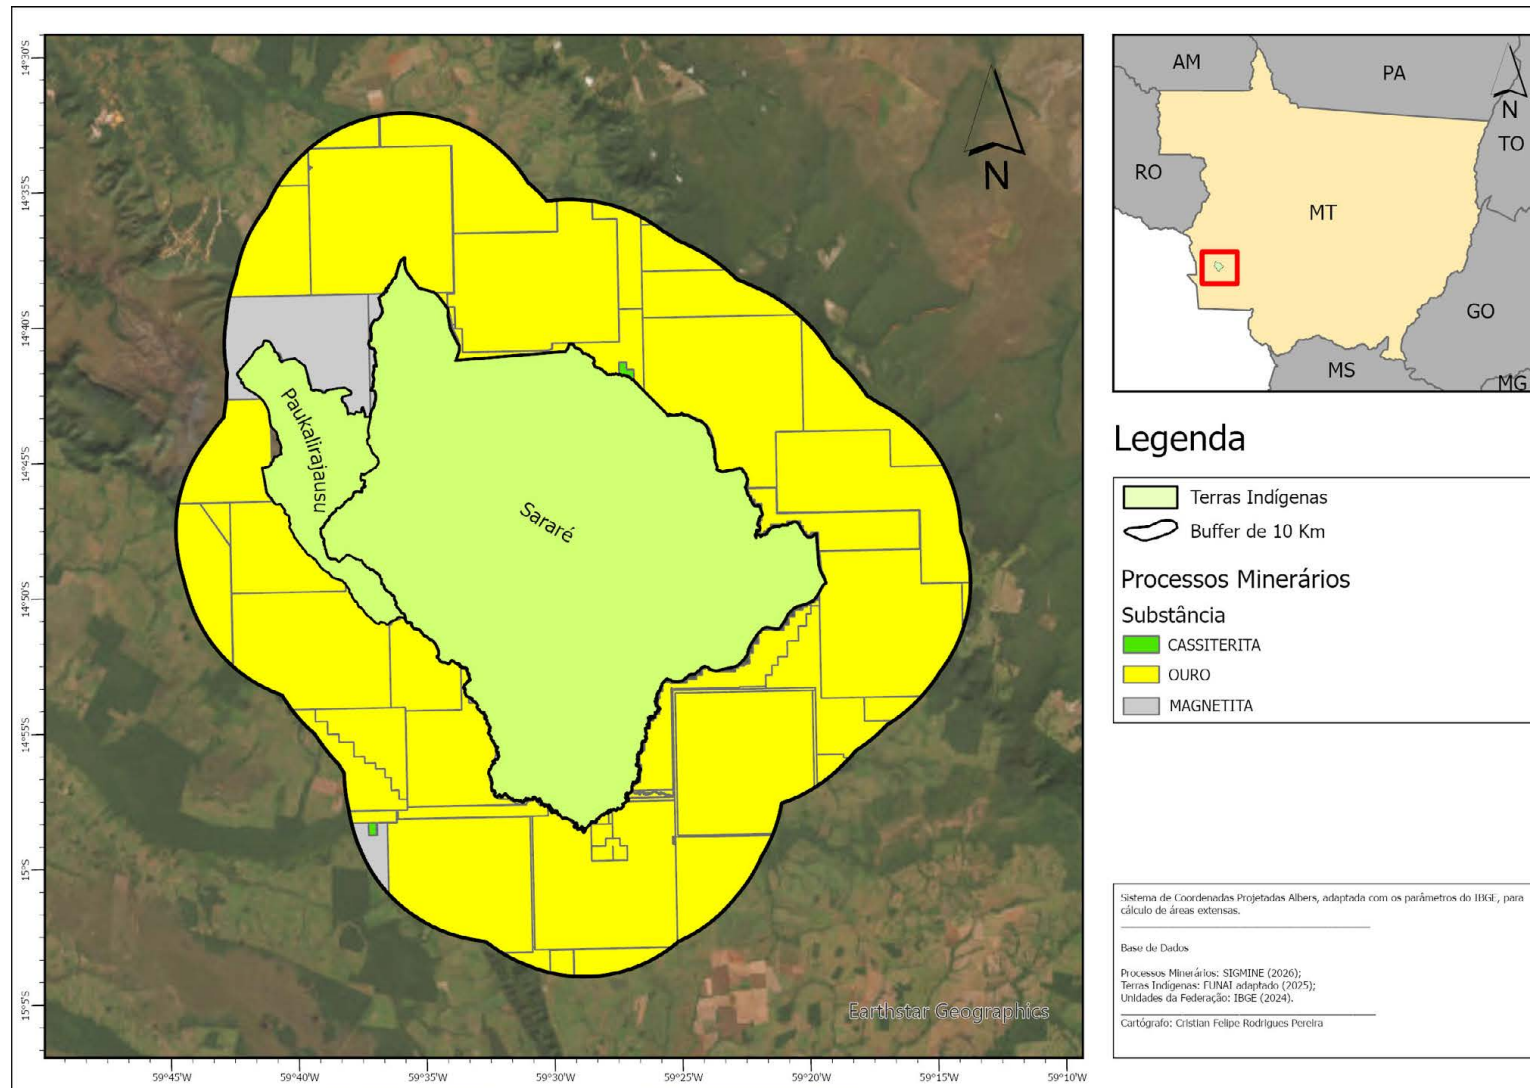 14°30'S
14°35'S
14°40'S
14°45'S
14°50'S
14°55'S
15°S
15°5'S
59°45'W
59°40'W
59°35'W
59°30'W
59°25'W
59°20'W
59°15'W
59°10'W
N
Paukalirajausn
Sararé
Earthstar Geographics
AM
PA
N
TO
RO
MT
GO
MS
MG
Legenda
Terras Indígenas
Buffer de 10 Km
Processos Minerários
Substância
CASSITERITA
OURO
MAGNETITA
Sistema de Coordenadas Projetadas Albers, adaptada com os parâmetros do IBGE, para
cálculo de áreas extensas.
Base de Dados
Processos Minerários: SIGMINE (2026);
Terras Indígenas: FUNAI adaptado (2025);
Unidades da Federação: IBGE (2024).
Cartógrafo: Cristian Felipe Rodrigues Pereira